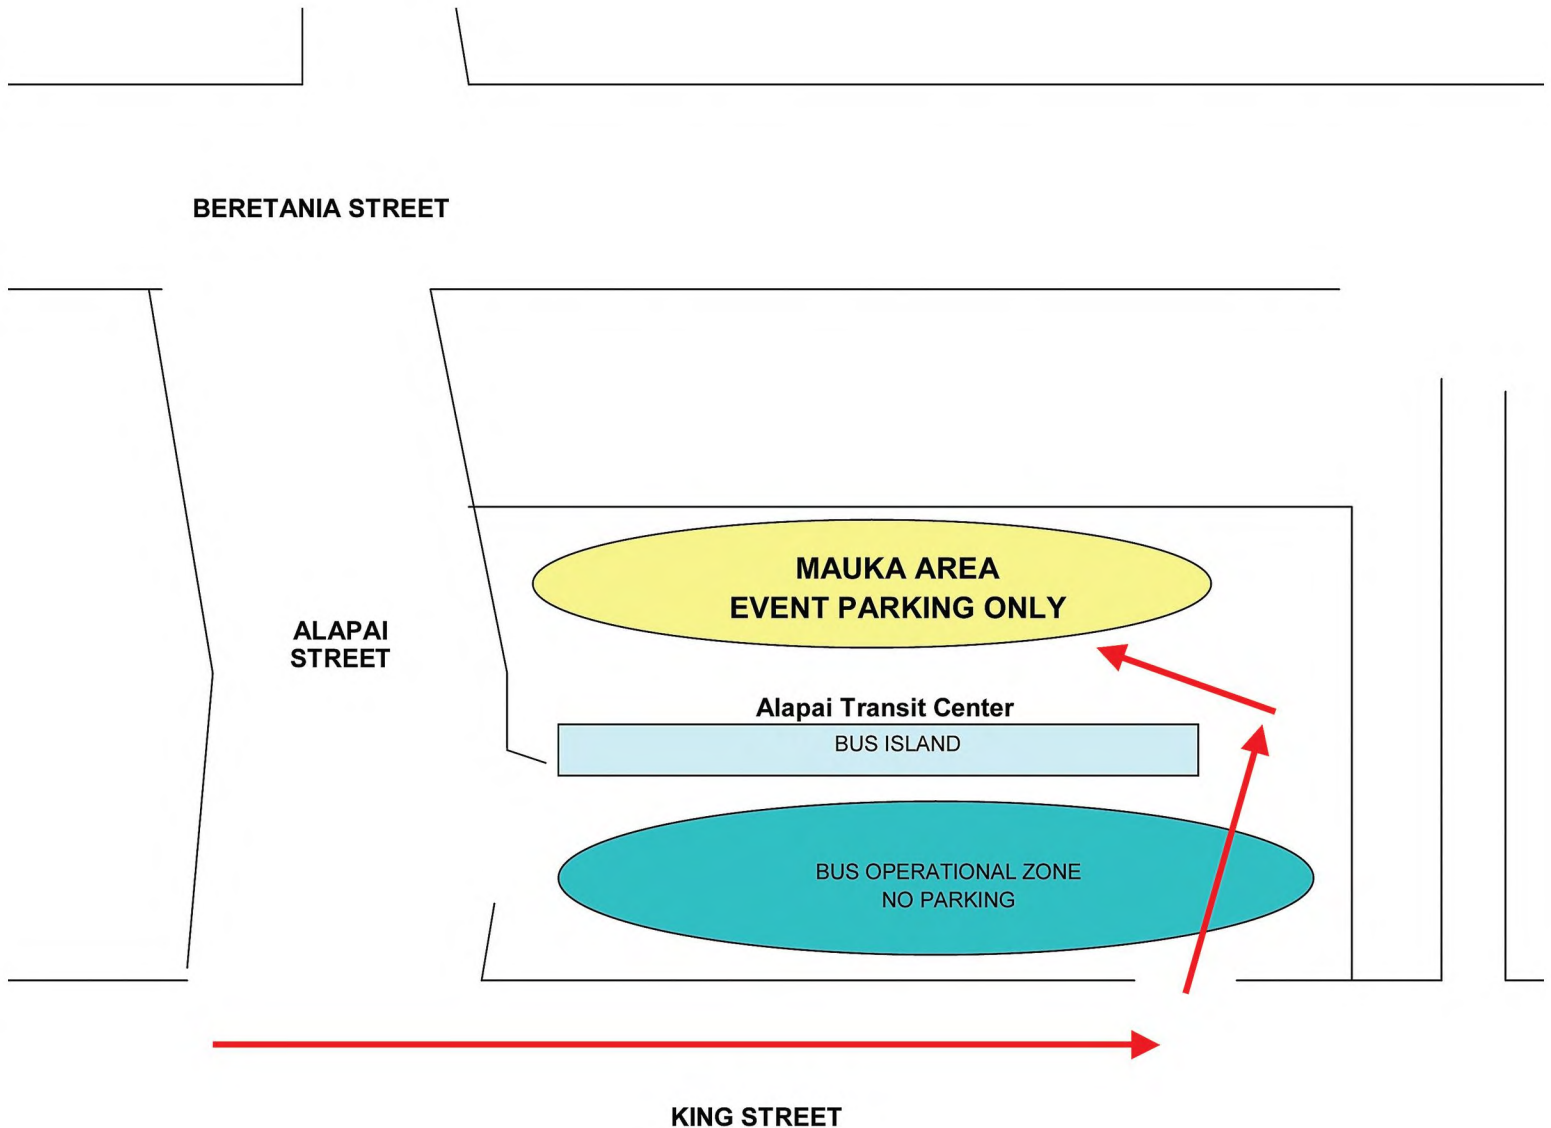 BERETANIA STREET
MAUKA AREA
EVENT PARKING ONLY
ALAPAI
STREET
Alapai Transit Center
BUS ISLAND
BUS OPERATIONAL ZONE
NO PARKING
KING STREET